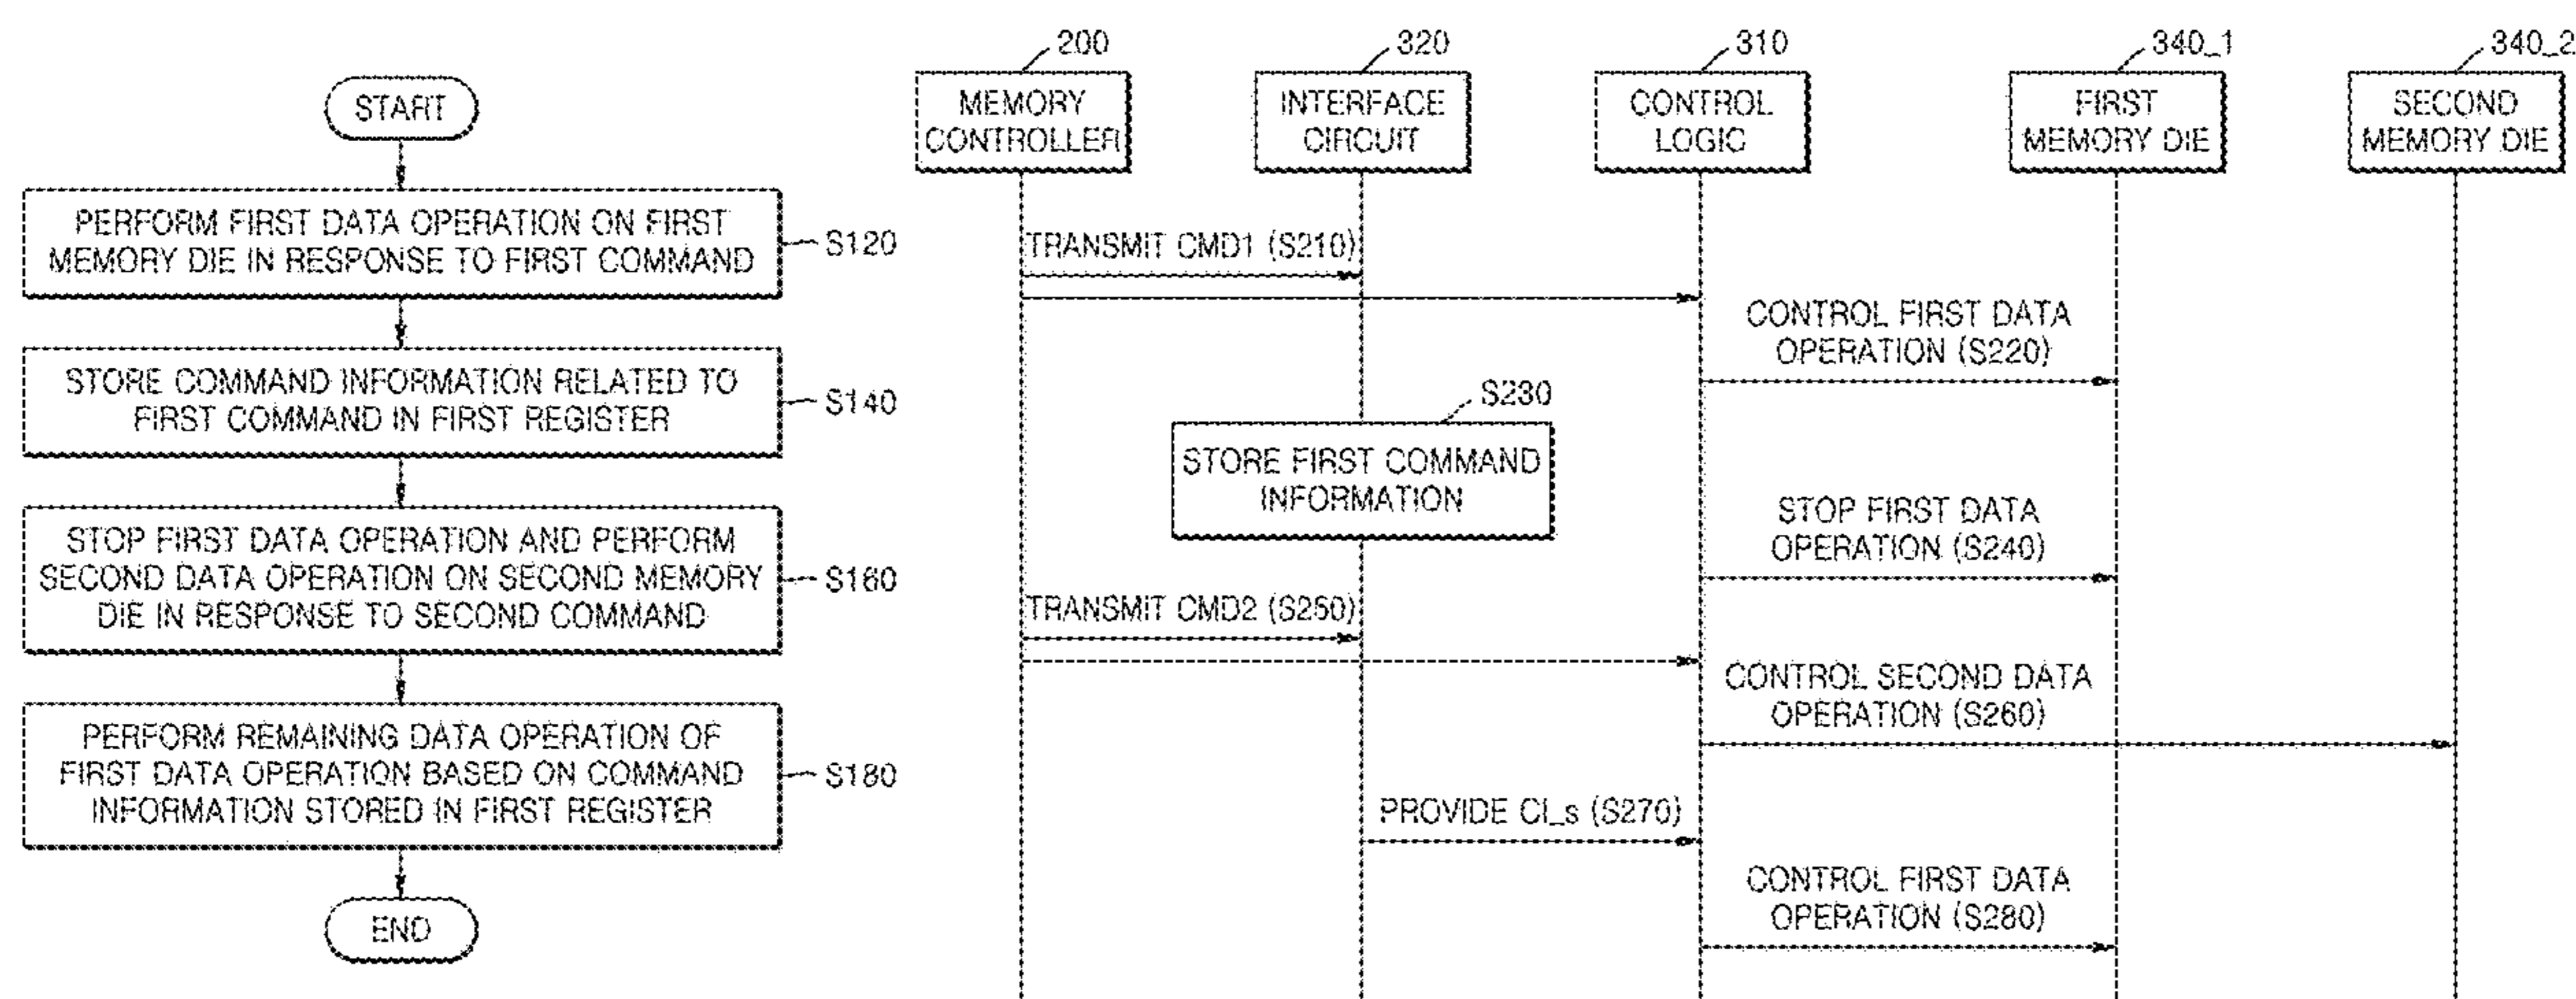 START
PERFORM FIRST DATA OPERATION ON FIRST
MEMORY DIE IN RESPONSE TO FIRST COMMAND
S120
STORE COMMAND INFORMATION RELATED TO
FIRST COMMAND IN FIRST REGISTER
S140
STOP FIRST DATA OPERATION AND PERFORM
SECOND DATA OPERATION ON SECOND MEMORY
DIE IN RESPONSE TO SECOND COMMAND
S160
PERFORM REMAINING DATA OPERATION OF
FIRST DATA OPERATION BASED ON COMMAND
INFORMATION STORED IN FIRST REGISTER
S180
END
200
MEMORY
CONTROLLER
320
INTERFACE
CIRCUIT
310
CONTROL
LOGIC
340_1
FIRST
MEMORY DIE
340_2
SECOND
MEMORY DIE
TRANSMIT CMD1 (S210)
CONTROL FIRST DATA
OPERATION (S220)
S230
STORE FIRST COMMAND
INFORMATION
STOP FIRST DATA
OPERATION (S240)
TRANSMIT CMD2 (S250)
CONTROL SECOND DATA
OPERATION (S260)
PROVIDE CI_s (S270)
CONTROL FIRST DATA
OPERATION (S280)